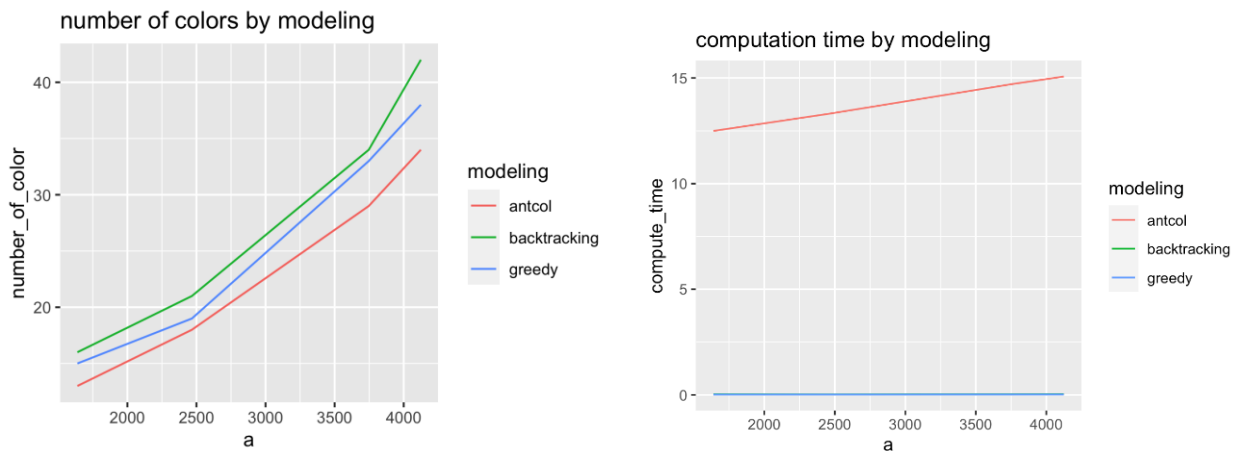 number of colors by modeling
number_of_color
40
30
20
2000 2500 3000 3500 4000
a
modeling
antcol
backtracking
greedy
computation time by modeling
compute_time
15
10
5
0
2000 2500 3000 3500 4000
a
modeling
antcol
backtracking
greedy